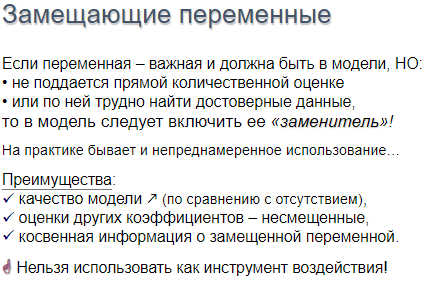 Замещающие переменные
Если переменная – важная и должна быть в модели, НО:
• не поддается прямой количественной оценке
• или по ней трудно найти достоверные данные,
то в модель следует включить ее «заменитель»!
На практике бывает и непреднамеренное использование…
Преимущества:
✓ качество модели ↗ (по сравнению с отсутствием),
✓ оценки других коэффициентов – несмещенные,
✓ косвенная информация о замещенной переменной.
☝ Нельзя использовать как инструмент воздействия!